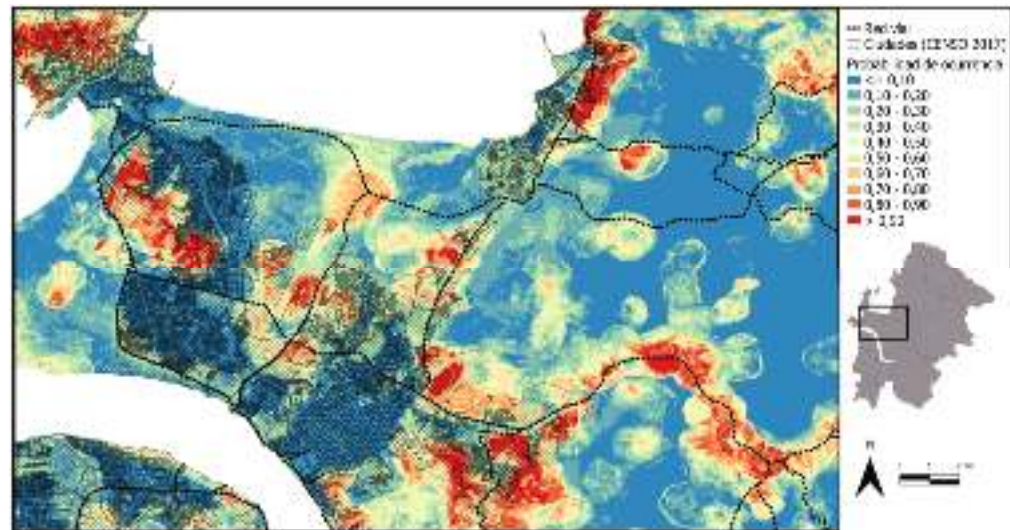 Red vial
Ciudades (CENSO 2017)
Probabilidad de ocurrencia
<= 0,10
0,10 - 0,20
0,20 - 0,30
0,30 - 0,40
0,40 - 0,50
0,50 - 0,60
0,60 - 0,70
0,70 - 0,80
0,80 - 0,90
N